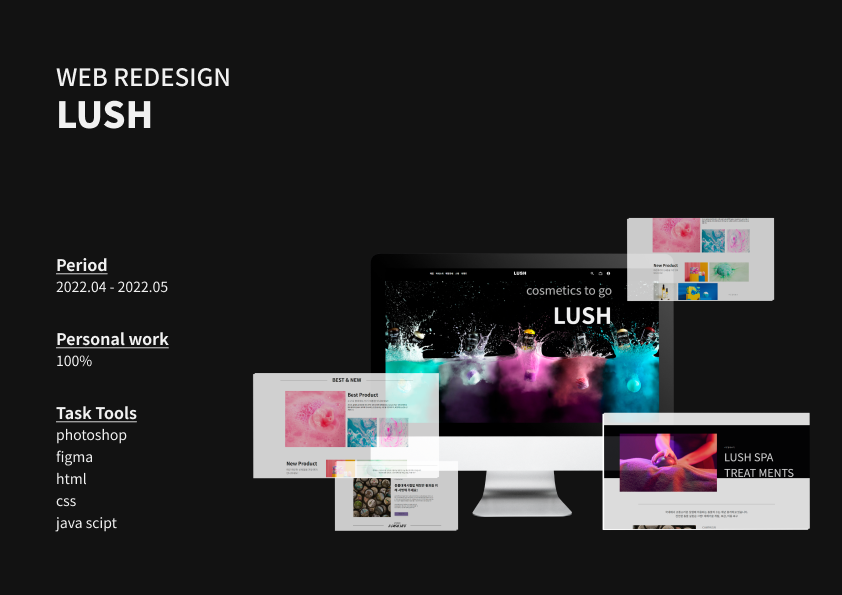 WEB REDESIGN
LUSH
Period
2022.04 - 2022.05
Personal work
100%
Task Tools
photoshop
figma
html
css
java scipt
LUSH
cosmetics to go
LUSH
New Product
BEST & NEW
Best Product
New Product
LUSH SPA
TREAT MENTS